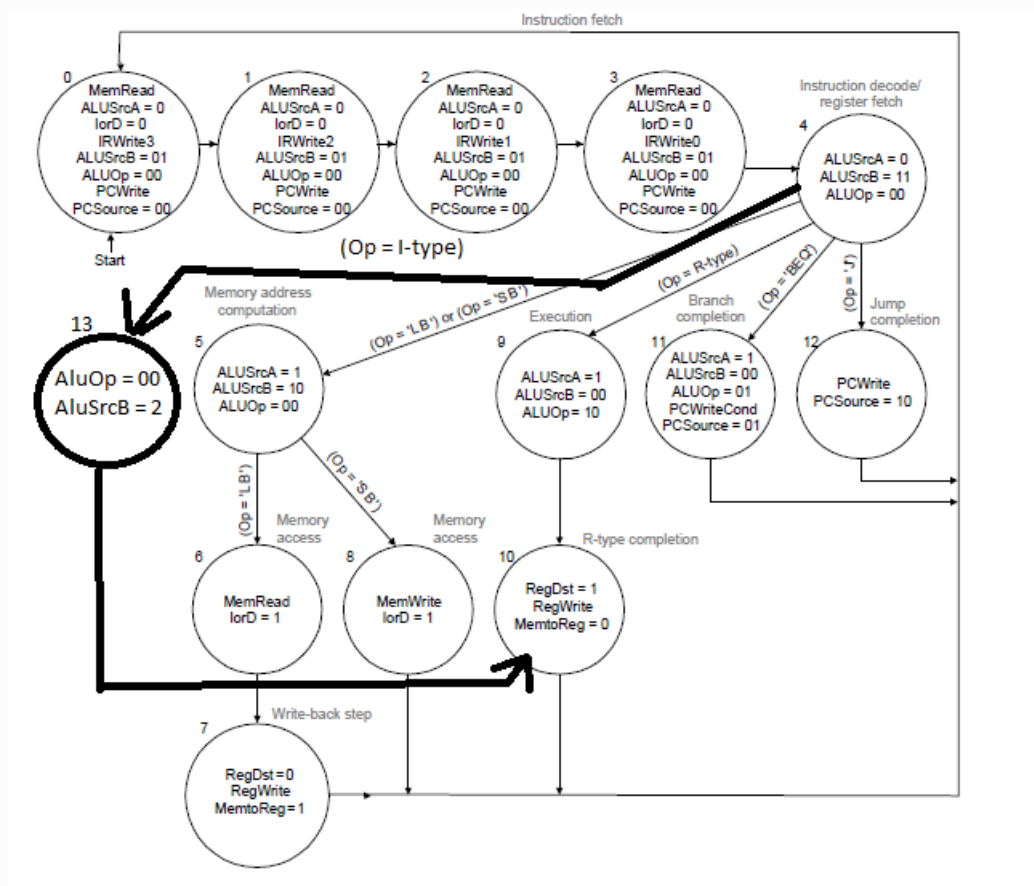 Instruction fetch
0
MemRead
ALUSrcA = 0
IorD = 0
IRWrite3
ALUSrcB = 01
ALUOp = 00
PCWrite
PCSource = 00
Start
1
MemRead
ALUSrcA = 0
IorD = 0
IRWrite2
ALUSrcB = 01
ALUOp = 00
PCWrite
PCSource = 00
2
MemRead
ALUSrcA = 0
IorD = 0
IRWrite1
ALUSrcB = 01
ALUOp = 00
PCWrite
PCSource = 00
3
MemRead
ALUSrcA = 0
IorD = 0
IRWrite0
ALUSrcB = 01
ALUOp = 00
PCWrite
PCSource = 00
Instruction decode/
register fetch
4
ALUSrcA = 0
ALUSrcB = 11
ALUOp = 00
(Op = I-type)
(Op = 'LB') or (Op = 'SB')
(Op = R-type)
(Op = 'BEQ')
(Op = 'J')
13
AluOp = 00
AluSrcB = 2
Memory address
computation
5
ALUSrcA = 1
ALUSrcB = 10
ALUOp = 00
Execution
9
ALUSrcA = 1
ALUSrcB = 00
ALUOp = 10
Branch
completion
11
ALUSrcA = 1
ALUSrcB = 00
ALUOp = 01
PCWriteCond
PCSource = 01
Jump
completion
12
PCWrite
PCSource = 10
(Op = 'LB')
(Op = 'SB')
Memory
access
6
MemRead
IorD = 1
Memory
access
8
MemWrite
IorD = 1
R-type completion
10
RegDst = 1
RegWrite
MemtoReg = 0
Write-back step
7
RegDst = 0
RegWrite
MemtoReg = 1